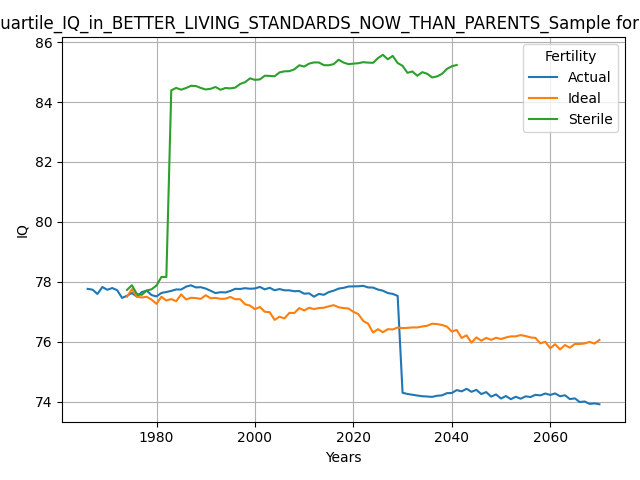 uartile_IQ_in_BETTER_LIVING_STANDARDS_NOW_THAN_PARENTS_Sample for
86
84
82
80
78
76
74
IQ
1980
2000
2020
2040
2060
Years
Fertility
Actual
Ideal
Sterile